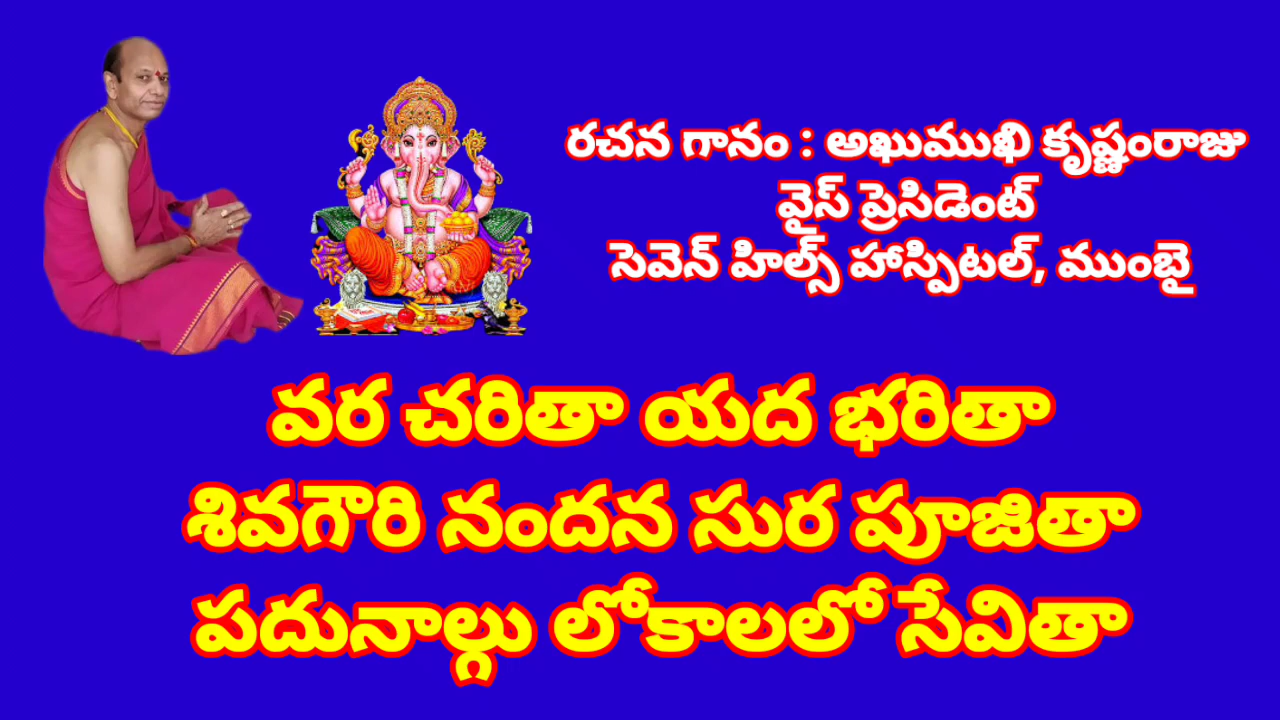 రచన గానం : అఖుముఖి కృష్ణంరాజు
వైస్ ప్రెసిడెంట్
సెవెన్ హిల్స్ హాస్పిటల్, ముంబై
వర చరితా యద భరితా
శివగౌరి నందన సుర పూజితా
పదునాల్గు లోకాలలో సేవితా